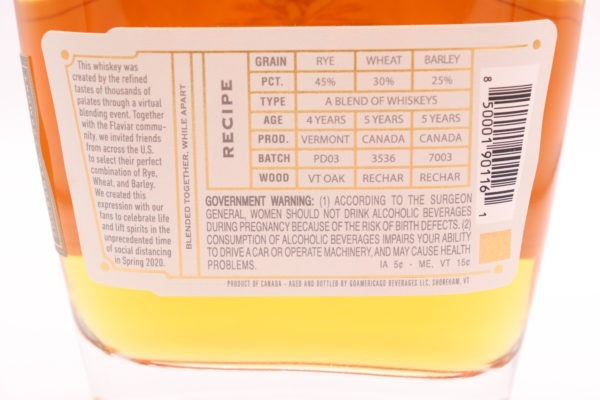 This whiskey was
created by the refined
tastes of thousands of
palates through a virtual
blending event. Together
with the Flaviar commu-
nity, we invited friends
from across the U.S.
to select their perfect
combination of Rye,
Wheat, and Barley.
We created this
expression with our
fans to celebrate life
and lift spirits in the
unprecedented time
of social distancing
in Spring 2020.
BLENDED TOGETHER, WHILE APART
RECIPE
GRAIN RYE WHEAT BARLEY
PCT. 45% 30% 25%
TYPE A BLEND OF WHISKEYS
AGE 4 YEARS 5 YEARS 5 YEARS
PROD. VERMONT CANADA CANADA
BATCH PD03 3536 7003
WOOD VT OAK RECHAR RECHAR
GOVERNMENT WARNING: (1) ACCORDING TO THE SURGEON
GENERAL, WOMEN SHOULD NOT DRINK ALCOHOLIC BEVERAGES
DURING PREGNANCY BECAUSE OF THE RISK OF BIRTH DEFECTS. (2)
CONSUMPTION OF ALCOHOLIC BEVERAGES IMPAIRS YOUR ABILITY
TO DRIVE A CAR OR OPERATE MACHINERY, AND MAY CAUSE HEALTH
PROBLEMS. IA 5¢ - ME, VT 15¢
8 50001 90116 1
PRODUCT OF CANADA - AGED AND BOTTLED BY GOAMERICAGO BEVERAGES LLC, SHOREHAM, VT